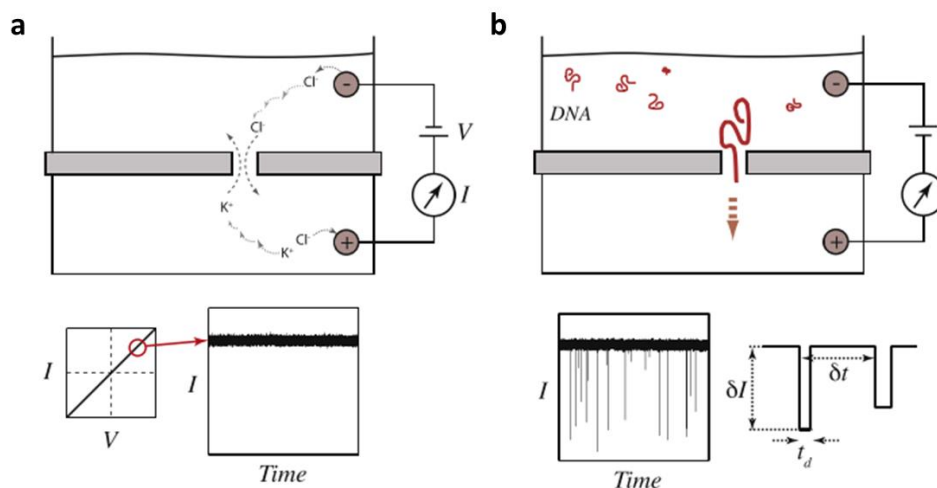 a
Cl⁻
−
Cl⁻
V
I
K⁺
Cl⁻
K⁺
+
I
V
I
Time
b
DNA
−
+
I
Time
δI
δt
t_d